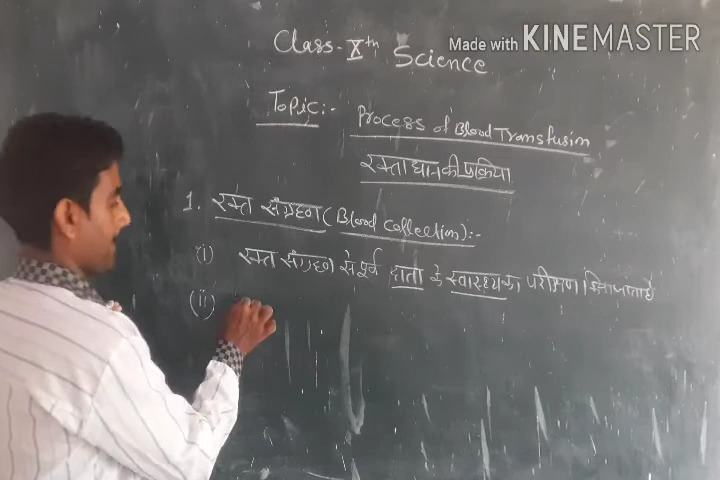 Made with KINEMASTER
Class-Xth Science
Topic:- Process of Blood Transfusion
रक्ताधान की प्रक्रिया
1. रक्त संग्रहण (Blood Collection):-
(i) रक्त संग्रहण से पूर्व दाता के स्वास्थ्य का परीक्षण किया जाता है
(ii)